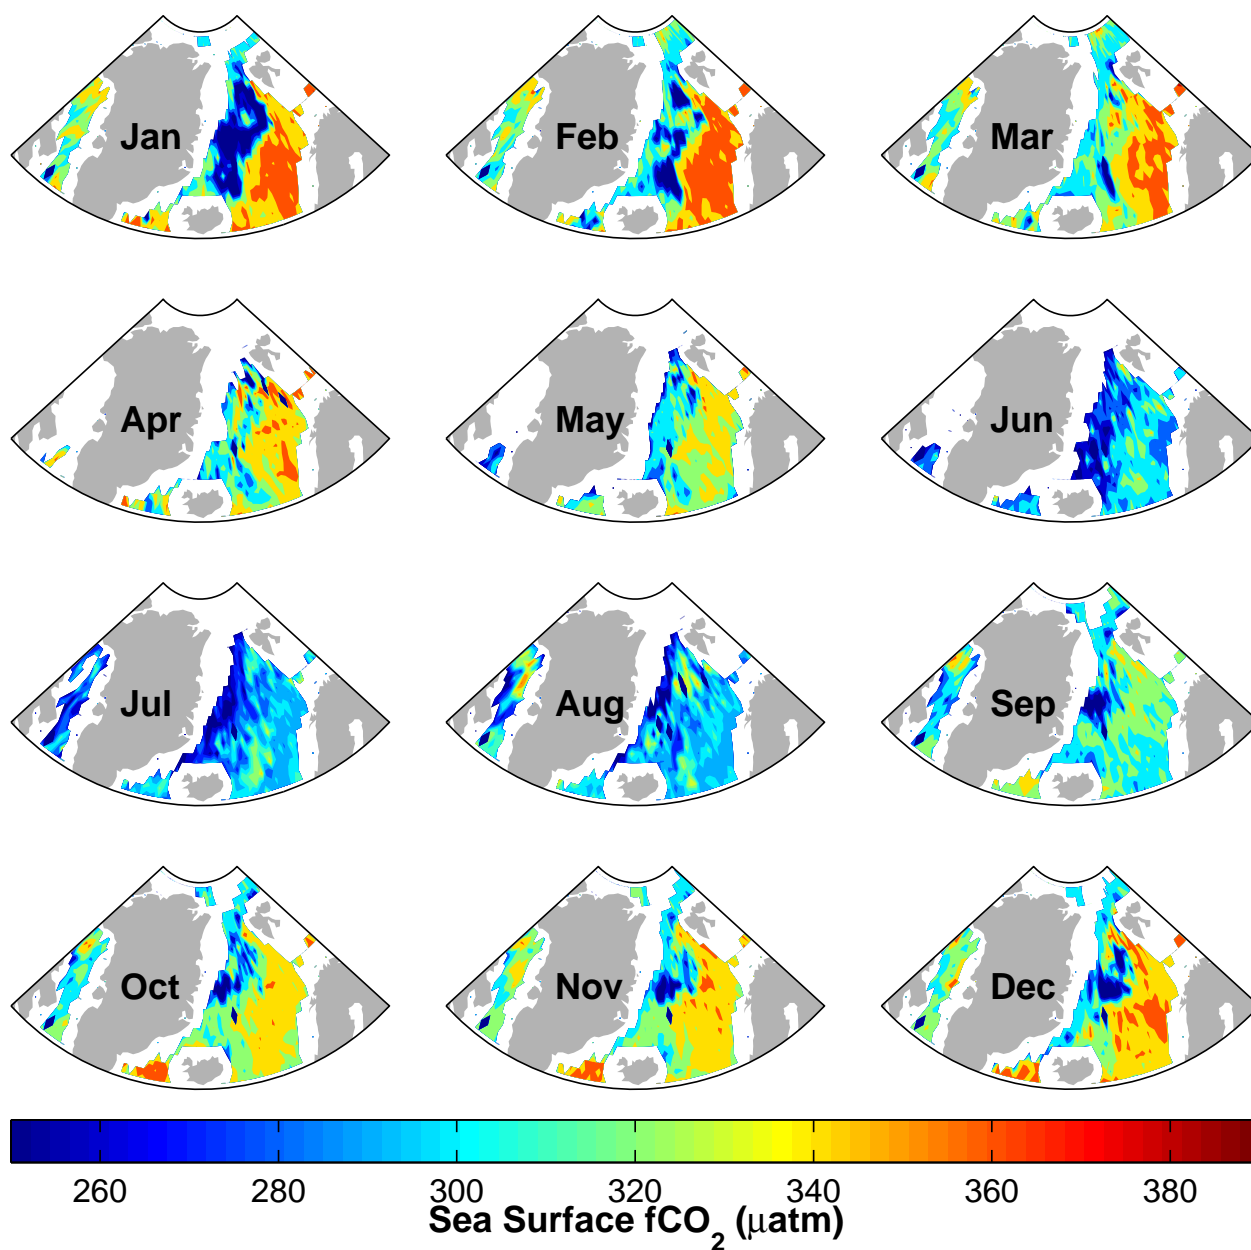 Jan Feb Mar
Apr May Jun
Jul Aug Sep
Oct Nov Dec
260 280 300 320 340 360 380
Sea Surface fCO₂ (μatm)